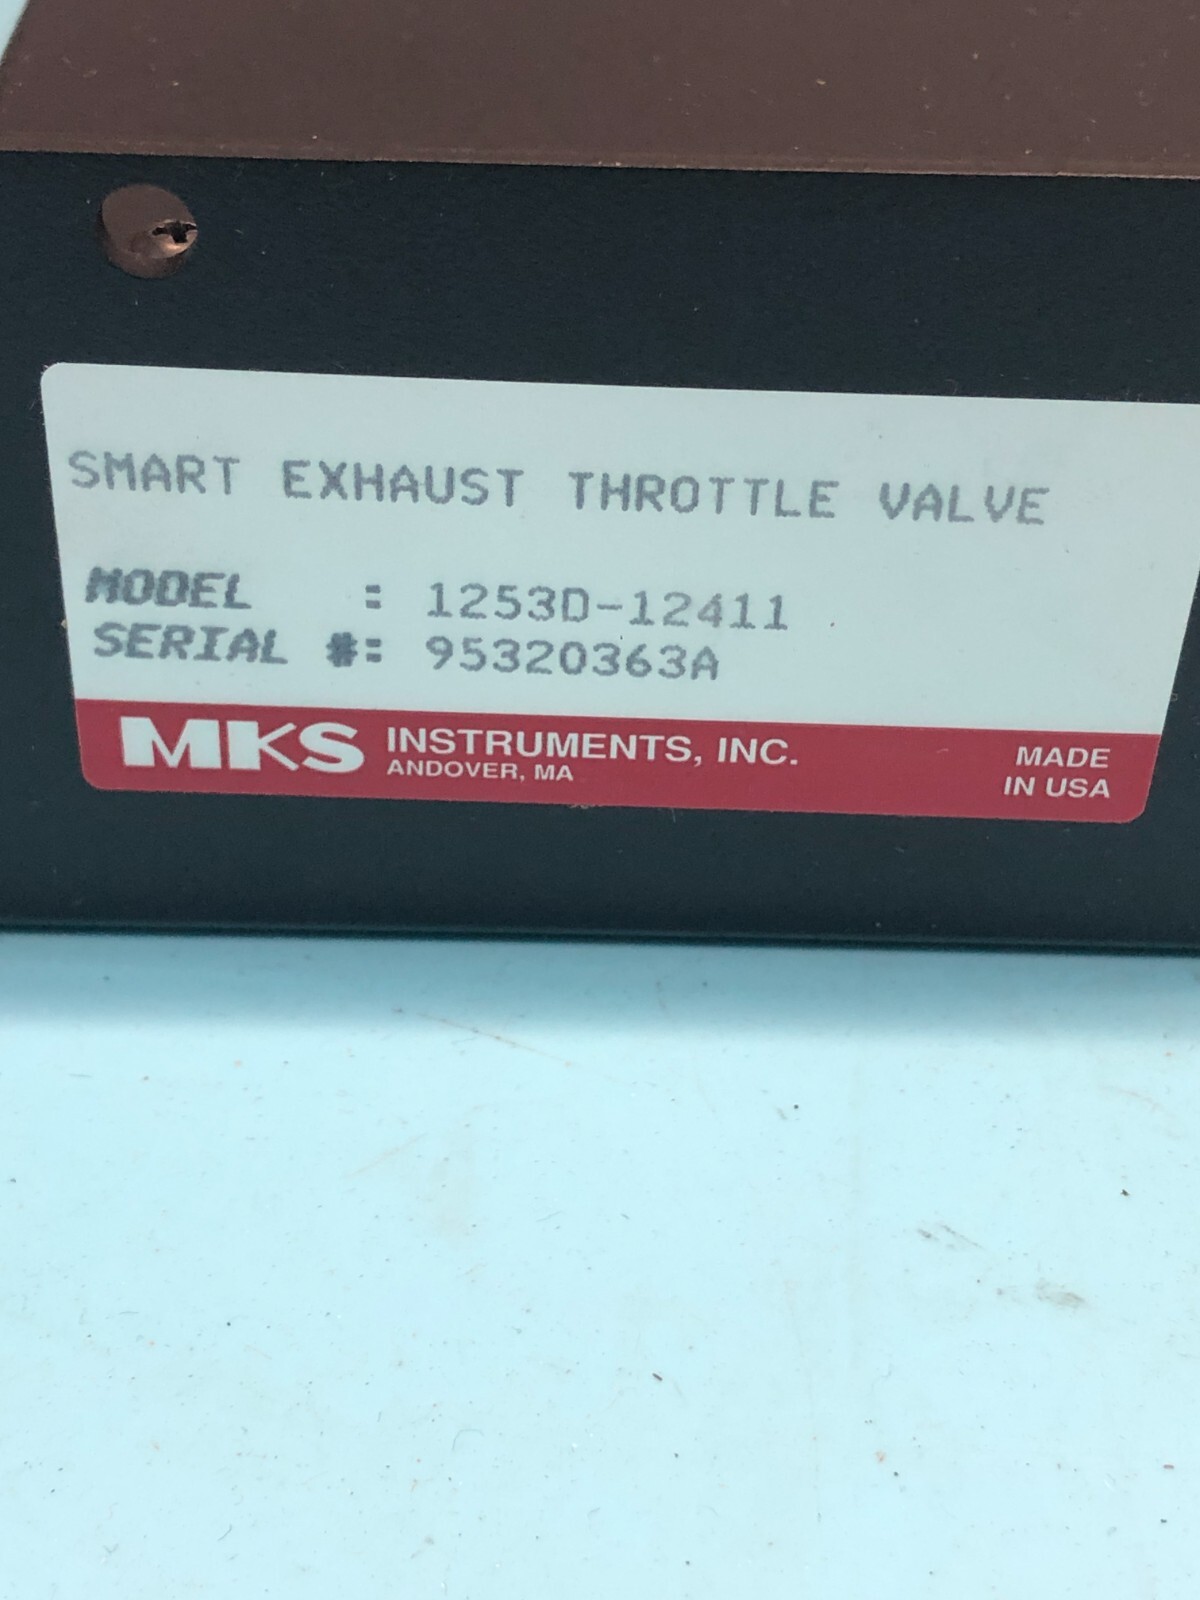 SMART EXHAUST THROTTLE VALVE
MODEL : 1253D-12411
SERIAL #: 95320363A
MKS INSTRUMENTS, INC.
ANDOVER, MA
MADE
IN USA